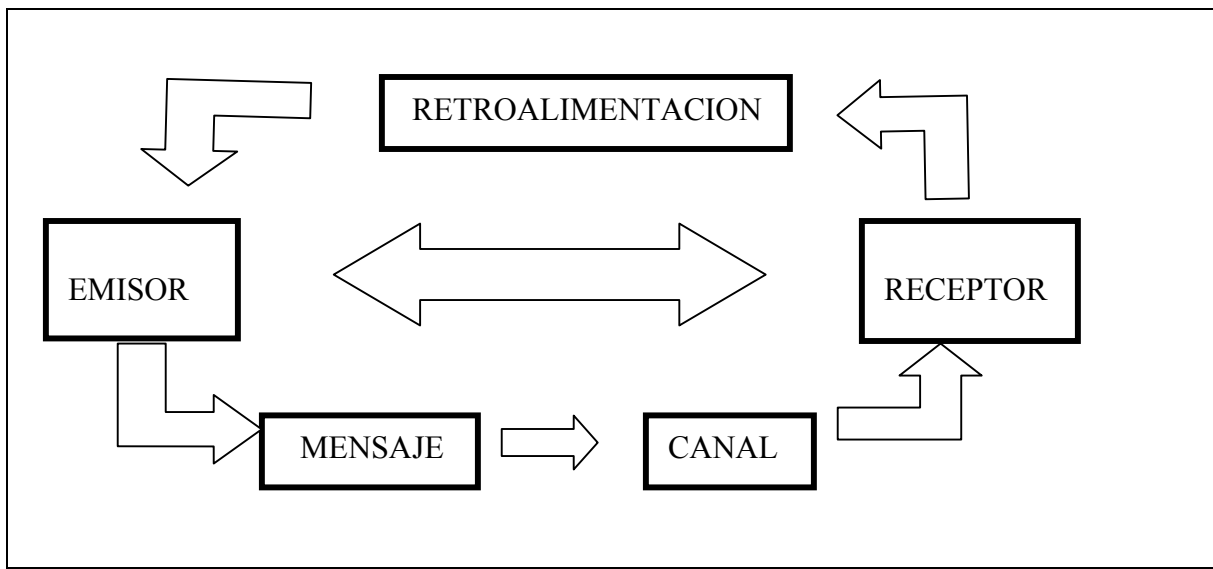 RETROALIMENTACION
EMISOR
RECEPTOR
MENSAJE
CANAL